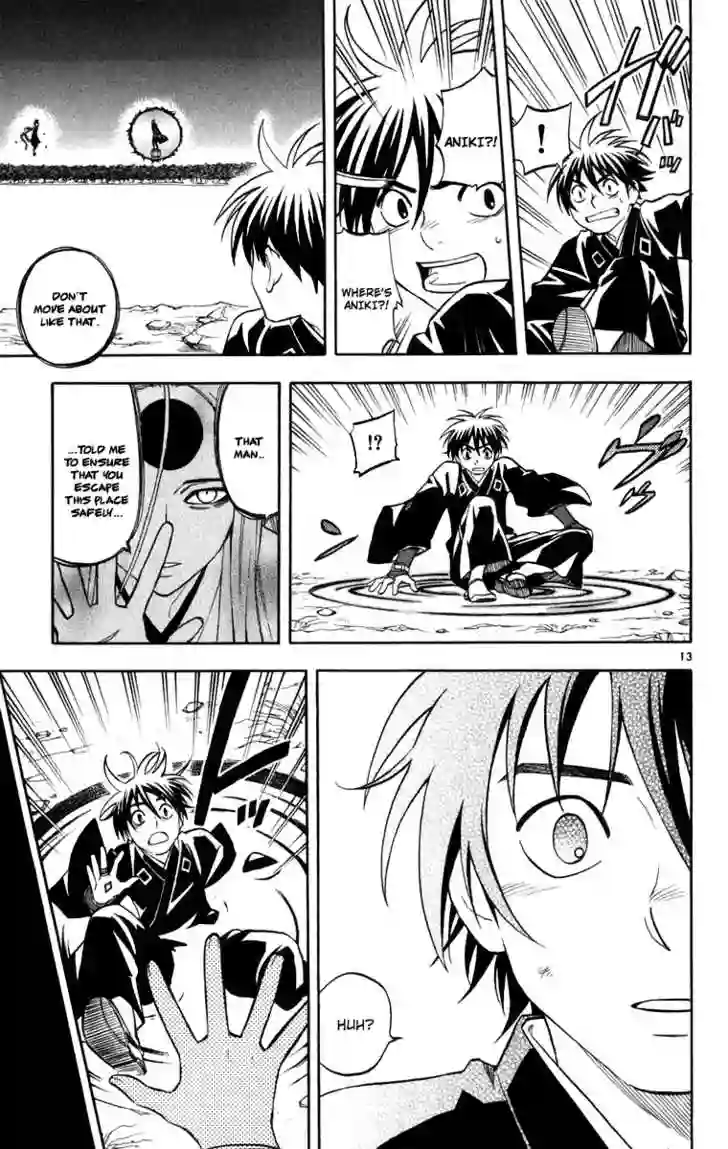 !
ANIKI?!
WHERE'S
ANIKI?!
DON'T
MOVE ABOUT
LIKE THAT.
!?
THAT
MAN..
....TOLD ME
TO ENSURE
THAT YOU
ESCAPE
THIS PLACE
SAFELY...
13
HUH?